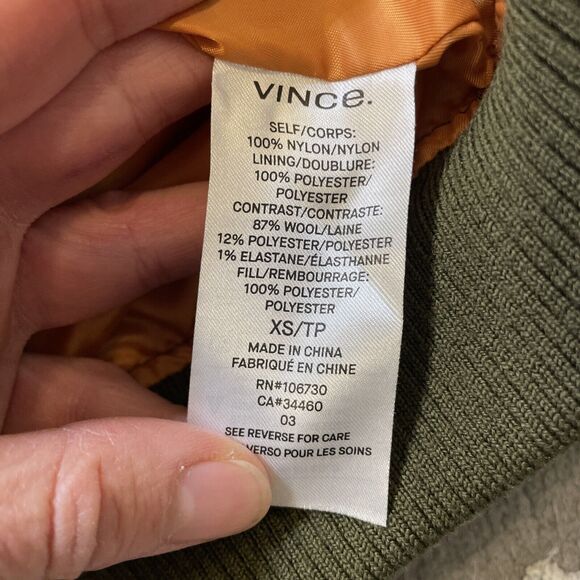 VINCE.
SELF/CORPS:
100% NYLON/NYLON
LINING/DOUBLURE:
100% POLYESTER/
POLYESTER
CONTRAST/CONTRASTE:
87% WOOL/LAINE
12% POLYESTER/POLYESTER
1% ELASTANE/ÉLASTHANNE
FILL/REMBOURRAGE:
100% POLYESTER/
POLYESTER
XS/TP
MADE IN CHINA
FABRIQUÉ EN CHINE
RN#106730
CA#34460
03
SEE REVERSE FOR CARE
VERSO POUR LES SOINS